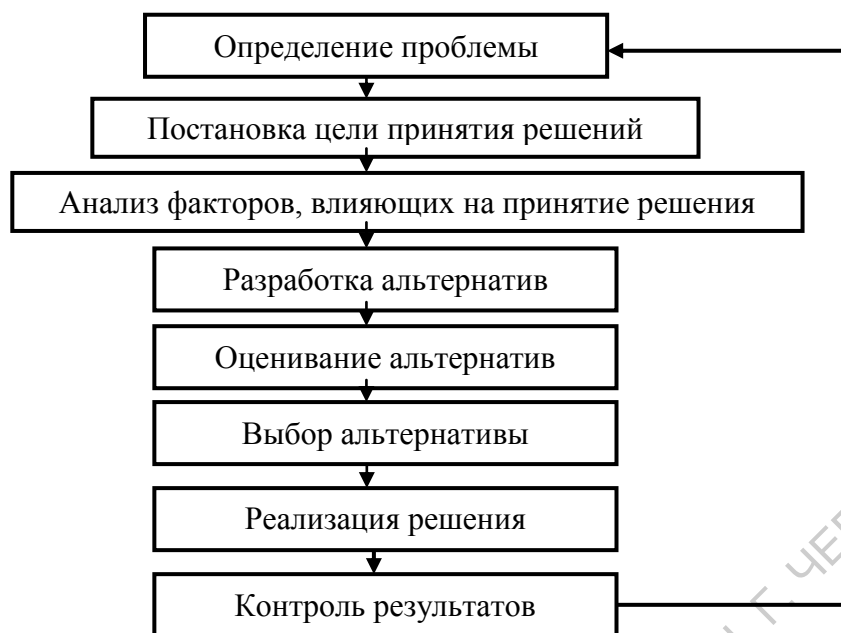 Определение проблемы
Постановка цели принятия решений
Анализ факторов, влияющих на принятие решения
Разработка альтернатив
Оценивание альтернатив
Выбор альтернативы
Реализация решения
Контроль результатов
Г. ЧЕР